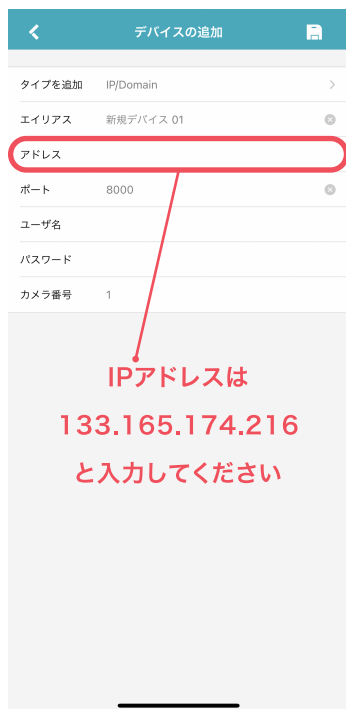 デバイスの追加
タイプを追加 IP/Domain
エイリアス 新規デバイス 01
アドレス
ポート 8000
ユーザ名
パスワード
カメラ番号 1
IPアドレスは
133.165.174.216
と入力してください